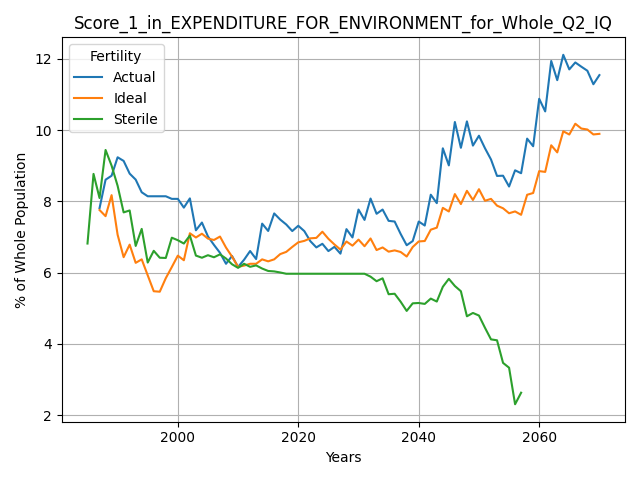 Score_1_in_EXPENDITURE_FOR_ENVIRONMENT_for_Whole_Q2_IQ
Fertility
Actual
Ideal
Sterile
% of Whole Population
12
10
8
6
4
2
2000
2020
2040
2060
Years